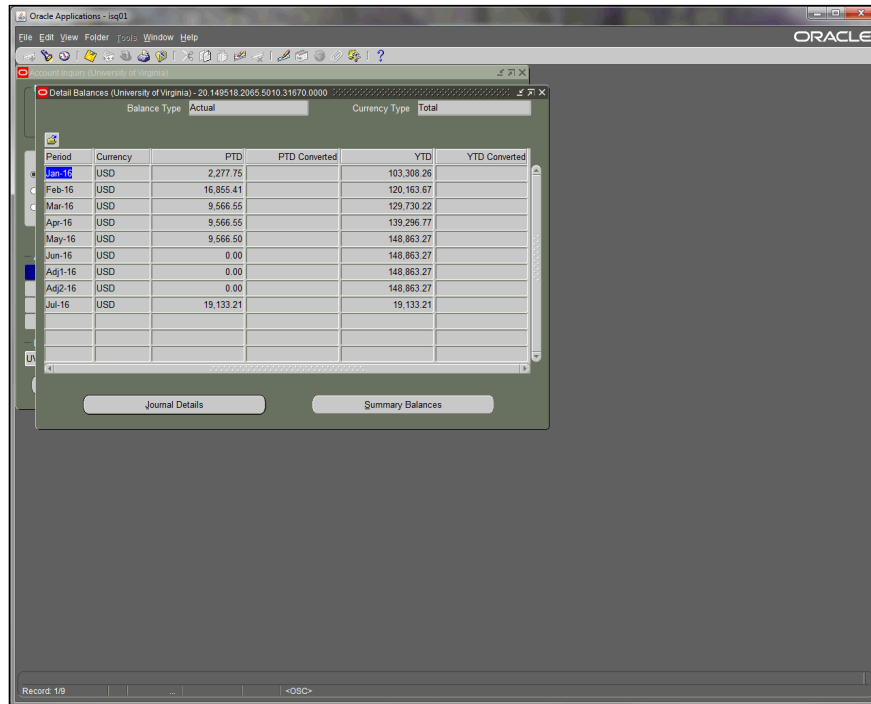 Oracle Applications - isq01
File Edit View Folder Tools Window Help
ORACLE
Account Inquiry (University of Virginia)
Detail Balances (University of Virginia) - 20.149518.2065.5010.31670.0000
Balance Type Actual Currency Type Total
Period Currency PTD PTD Converted YTD YTD Converted
Jan-16 USD 2,277.75 103,308.26
Feb-16 USD 16,855.41 120,163.67
Mar-16 USD 9,566.55 129,730.22
Apr-16 USD 9,566.55 139,296.77
May-16 USD 9,566.50 148,863.27
Jun-16 USD 0.00 148,863.27
Adj1-16 USD 0.00 148,863.27
Adj2-16 USD 0.00 148,863.27
Jul-16 USD 19,133.21 19,133.21
Journal Details Summary Balances
Record: 1/9 ... <OSC>